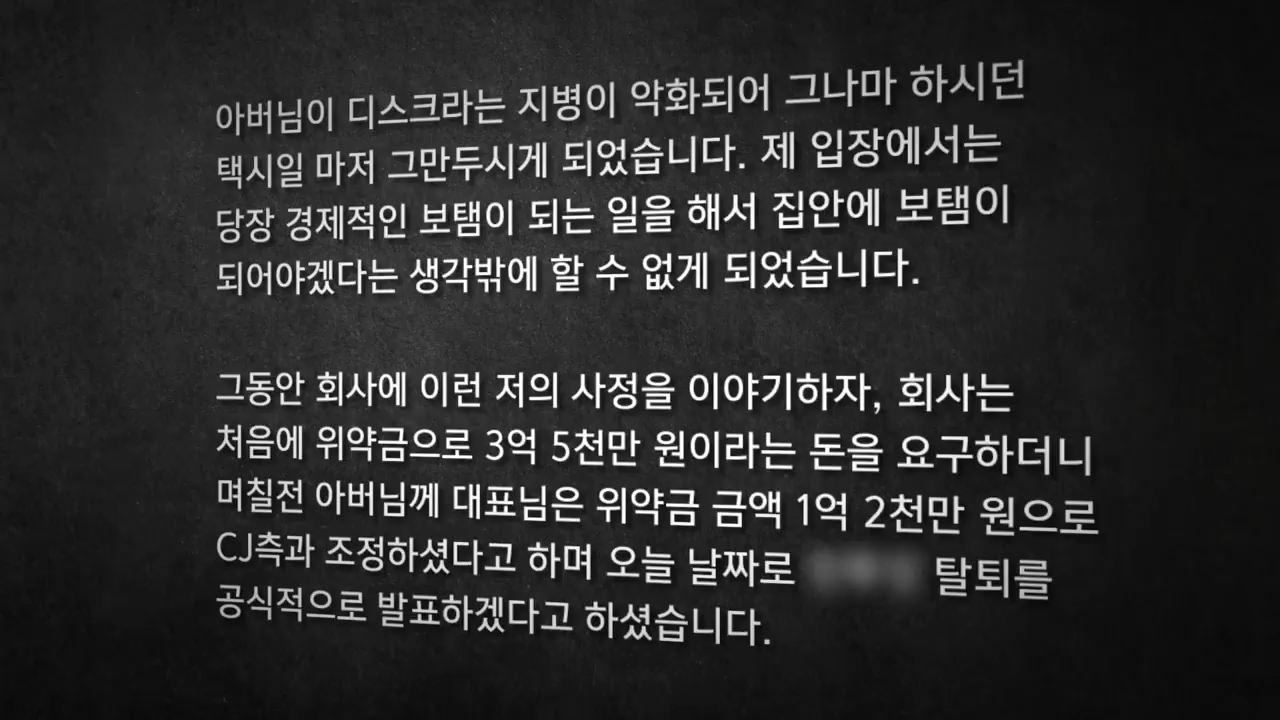 아버님이 디스크라는 지병이 악화되어 그나마 하시던
택시일 마저 그만두시게 되었습니다. 제 입장에서는
당장 경제적인 보탬이 되는 일을 해서 집안에 보탬이
되어야겠다는 생각밖에 할 수 없게 되었습니다.
그동안 회사에 이런 저의 사정을 이야기하자, 회사는
처음에 위약금으로 3억 5천만 원이라는 돈을 요구하더니
며칠전 아버님께 대표님은 위약금 금액 1억 2천만 원으로
CJ측과 조정하셨다고 하며 오늘 날짜로 탈퇴를
공식적으로 발표하겠다고 하셨습니다.